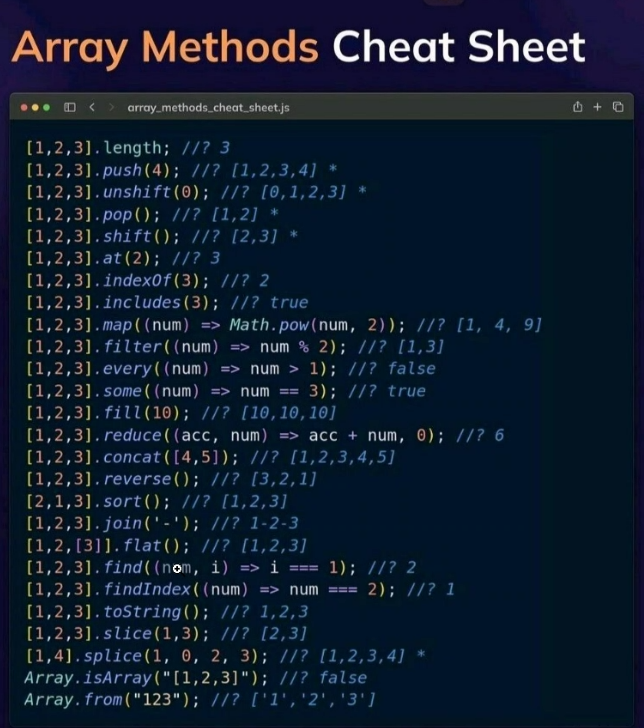 Array Methods Cheat Sheet
array_methods_cheat_sheet.js
[1,2,3].length; //? 3
[1,2,3].push(4); //? [1,2,3,4] *
[1,2,3].unshift(0); //? [0,1,2,3] *
[1,2,3].pop(); //? [1,2] *
[1,2,3].shift(); //? [2,3] *
[1,2,3].at(2); //? 3
[1,2,3].indexOf(3); //? 2
[1,2,3].includes(3); //? true
[1,2,3].map((num) => Math.pow(num, 2)); //? [1, 4, 9]
[1,2,3].filter((num) => num % 2); //? [1,3]
[1,2,3].every((num) => num > 1); //? false
[1,2,3].some((num) => num == 3); //? true
[1,2,3].fill(10); //? [10,10,10]
[1,2,3].reduce((acc, num) => acc + num, 0); //? 6
[1,2,3].concat([4,5]); //? [1,2,3,4,5]
[1,2,3].reverse(); //? [3,2,1]
[2,1,3].sort(); //? [1,2,3]
[1,2,3].join('-'); //? 1-2-3
[1,2,[3]].flat(); //? [1,2,3]
[1,2,3].find((num, i) => i === 1); //? 2
[1,2,3].findIndex((num) => num === 2); //? 1
[1,2,3].toString(); //? 1,2,3
[1,2,3].slice(1,3); //? [2,3]
[1,4].splice(1, 0, 2, 3); //? [1,2,3,4] *
Array.isArray("[1,2,3]"); //? false
Array.from("123"); //? ['1','2','3']